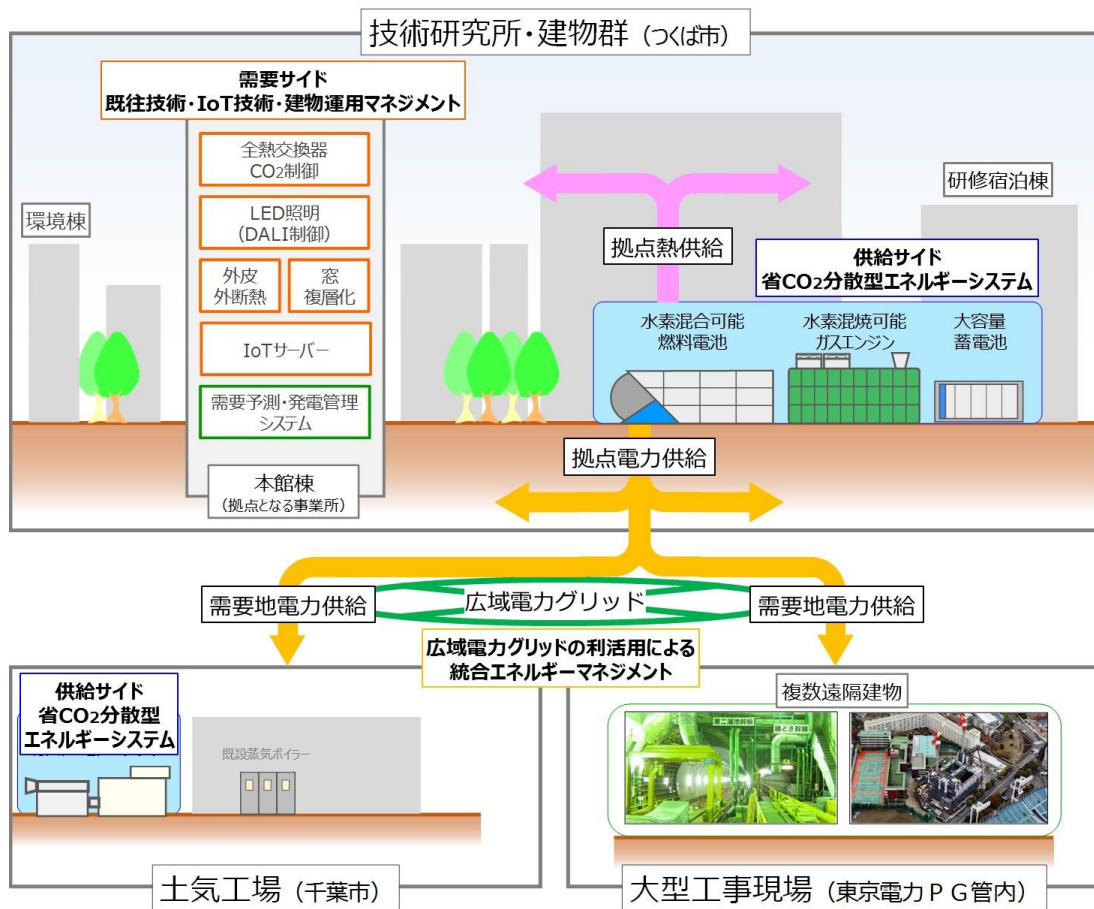 技術研究所・建物群（つくば市）
需要サイド
既往技術・IoT技術・建物運用マネジメント
全熱交換器
CO₂制御
LED照明
（DALI制御）
外皮
外断熱
窓
複層化
IoTサーバー
需要予測・発電管理
システム
本館棟
（拠点となる事業所）
環境棟
研修宿泊棟
拠点熱供給
供給サイド
省CO₂分散型エネルギーシステム
水素混合可能
燃料電池
水素混焼可能
ガスエンジン
大容量
蓄電池
拠点電力供給
需要地電力供給
広域電力グリッド
需要地電力供給
広域電力グリッドの利活用による
統合エネルギーマネジメント
供給サイド
省CO₂分散型
エネルギーシステム
既設蒸気ボイラー
土気工場（千葉市）
複数遠隔建物
第二溜池幹線
勝どき幹線
大型工事現場（東京電力ＰＧ管内）